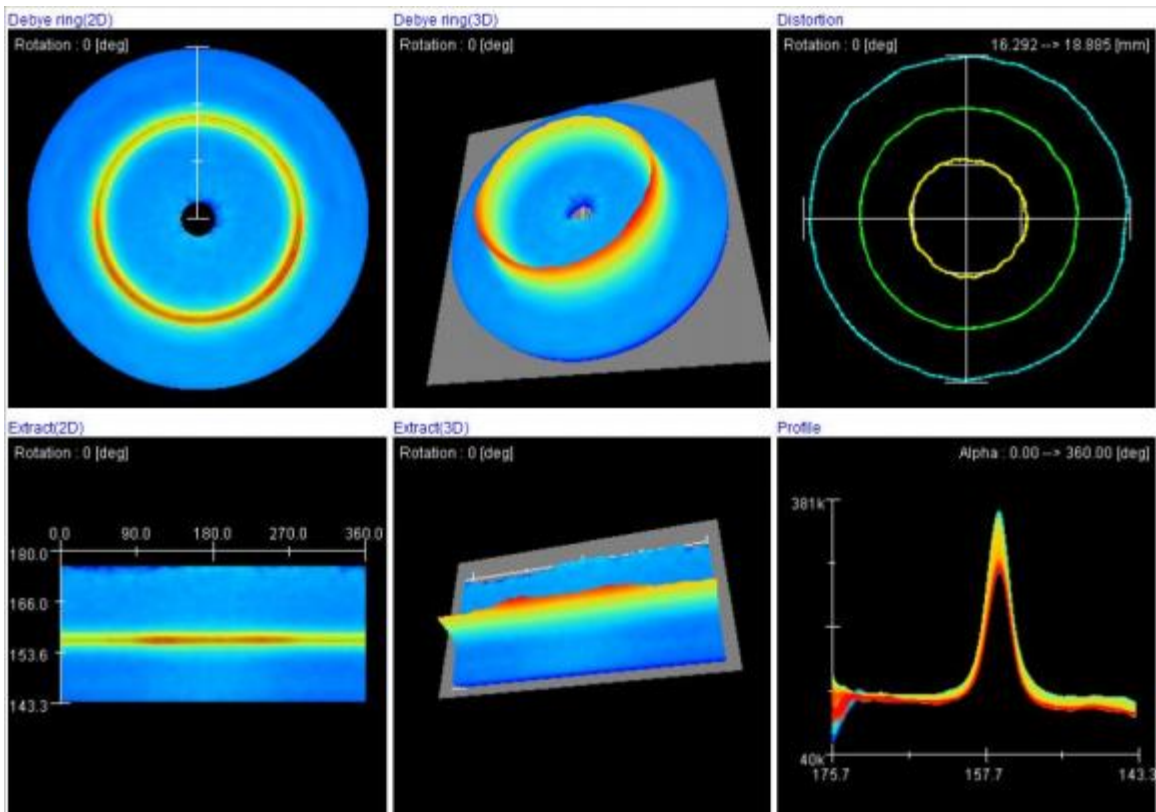 Debye ring(2D)
Rotation : 0 [deg]
Debye ring(3D)
Rotation : 0 [deg]
Distortion
Rotation : 0 [deg]
16.292 --> 18.885 [mm]
Extract(2D)
Rotation : 0 [deg]
0.0 90.0 180.0 270.0 360.0
180.0
166.0
153.6
143.3
Extract(3D)
Rotation : 0 [deg]
Profile
Alpha : 0.00 --> 360.00 [deg]
381k
40k
175.7 157.7 143.3